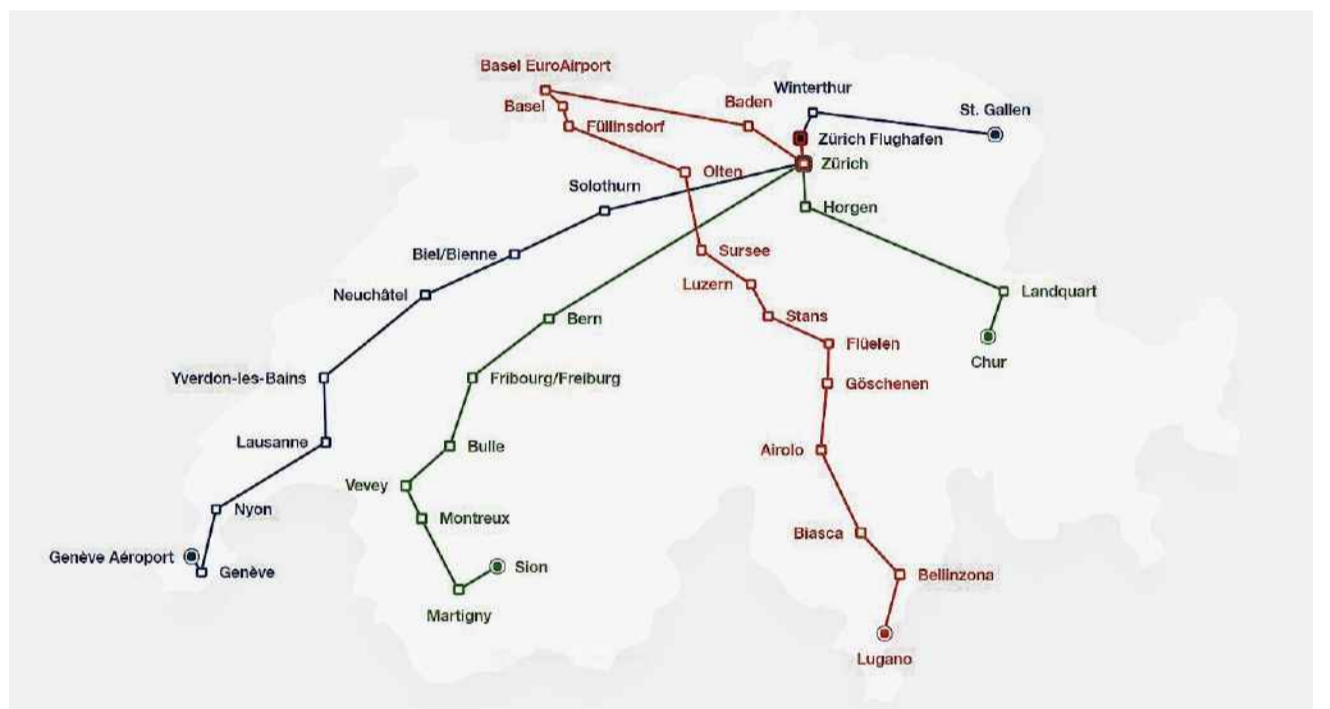 Basel EuroAirport
Winterthur
Baden
Basel
St. Gallen
Füllinsdorf
Zürich Flughafen
Zürich
Olten
Solothurn
Horgen
Sursee
Biel/Bienne
Luzern
Landquart
Neuchâtel
Stans
Bern
Flüelen
Chur
Yverdon-les-Bains
Fribourg/Freiburg
Göschenen
Lausanne
Bulle
Airolo
Vevey
Nyon
Montreux
Biasca
Genève Aéroport
Sion
Genève
Bellinzona
Martigny
Lugano